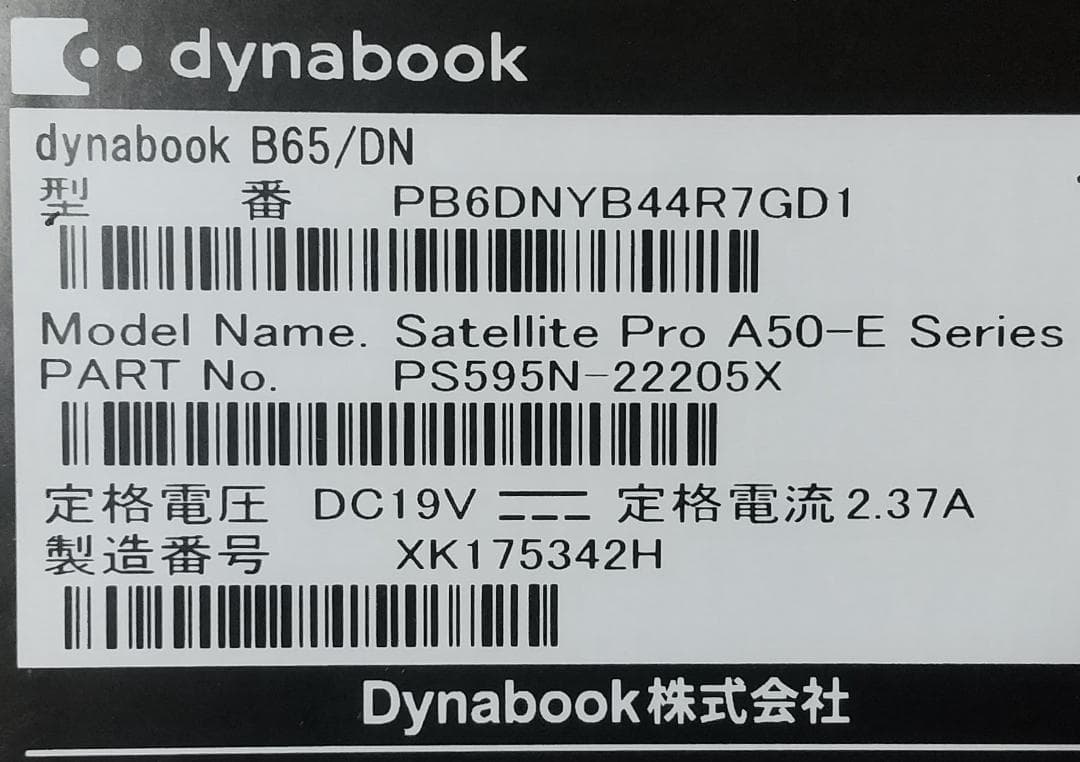 dynabook
dynabook B65/DN
型 番 PB6DNYB44R7GD1
Model Name. Satellite Pro A50-E Series
PART No. PS595N-22205X
定格電圧 DC19V ⎓ 定格電流2.37A
製造番号 XK175342H
Dynabook株式会社